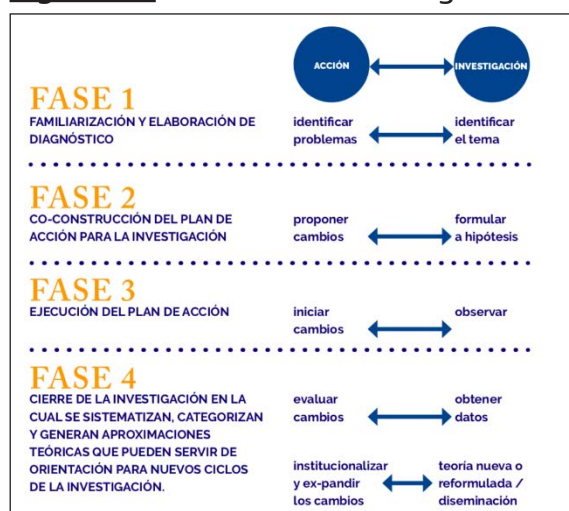 ACCIÓN
INVESTIGACIÓN
FASE 1
FAMILIARIZACIÓN Y ELABORACIÓN DE
DIAGNÓSTICO
identificar
problemas
identificar
el tema
FASE 2
CO-CONSTRUCCIÓN DEL PLAN DE
ACCIÓN PARA LA INVESTIGACIÓN
proponer
cambios
formular
a hipótesis
FASE 3
EJECUCIÓN DEL PLAN DE ACCIÓN
iniciar
cambios
observar
FASE 4
CIERRE DE LA INVESTIGACIÓN EN LA
CUAL SE SISTEMATIZAN, CATEGORIZAN
Y GENERAN APROXIMACIONES
TEÓRICAS QUE PUEDEN SERVIR DE
ORIENTACIÓN PARA NUEVOS CICLOS
DE LA INVESTIGACIÓN.
evaluar
cambios
obtener
datos
institucionalizar
y ex-pandir
los cambios
teoría nueva o
reformulada /
diseminación